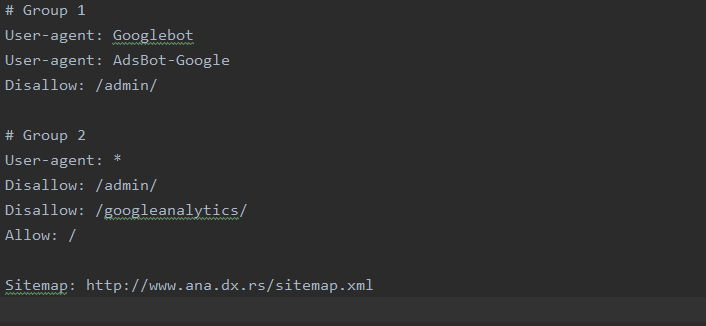 # Group 1
User-agent: Googlebot
User-agent: AdsBot-Google
Disallow: /admin/

# Group 2
User-agent: *
Disallow: /admin/
Disallow: /googleanalytics/
Allow: /

Sitemap: http://www.ana.dx.rs/sitemap.xml